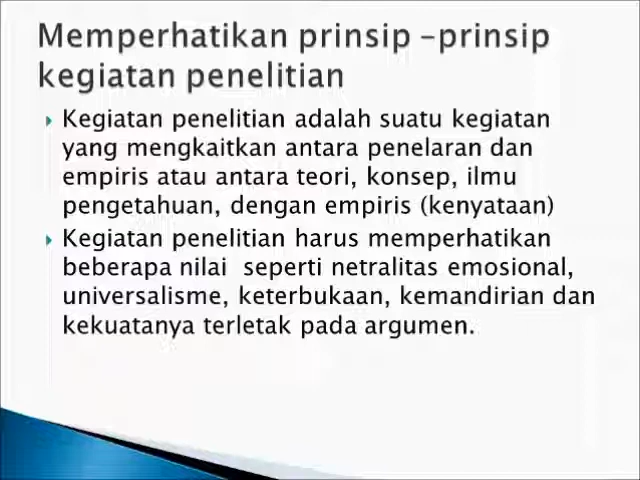 Memperhatikan prinsip –prinsip
kegiatan penelitian
Kegiatan penelitian adalah suatu kegiatan
yang mengkaitkan antara penelaran dan
empiris atau antara teori, konsep, ilmu
pengetahuan, dengan empiris (kenyataan)
Kegiatan penelitian harus memperhatikan
beberapa nilai  seperti netralitas emosional,
universalisme, keterbukaan, kemandirian dan
kekuatanya terletak pada argumen.